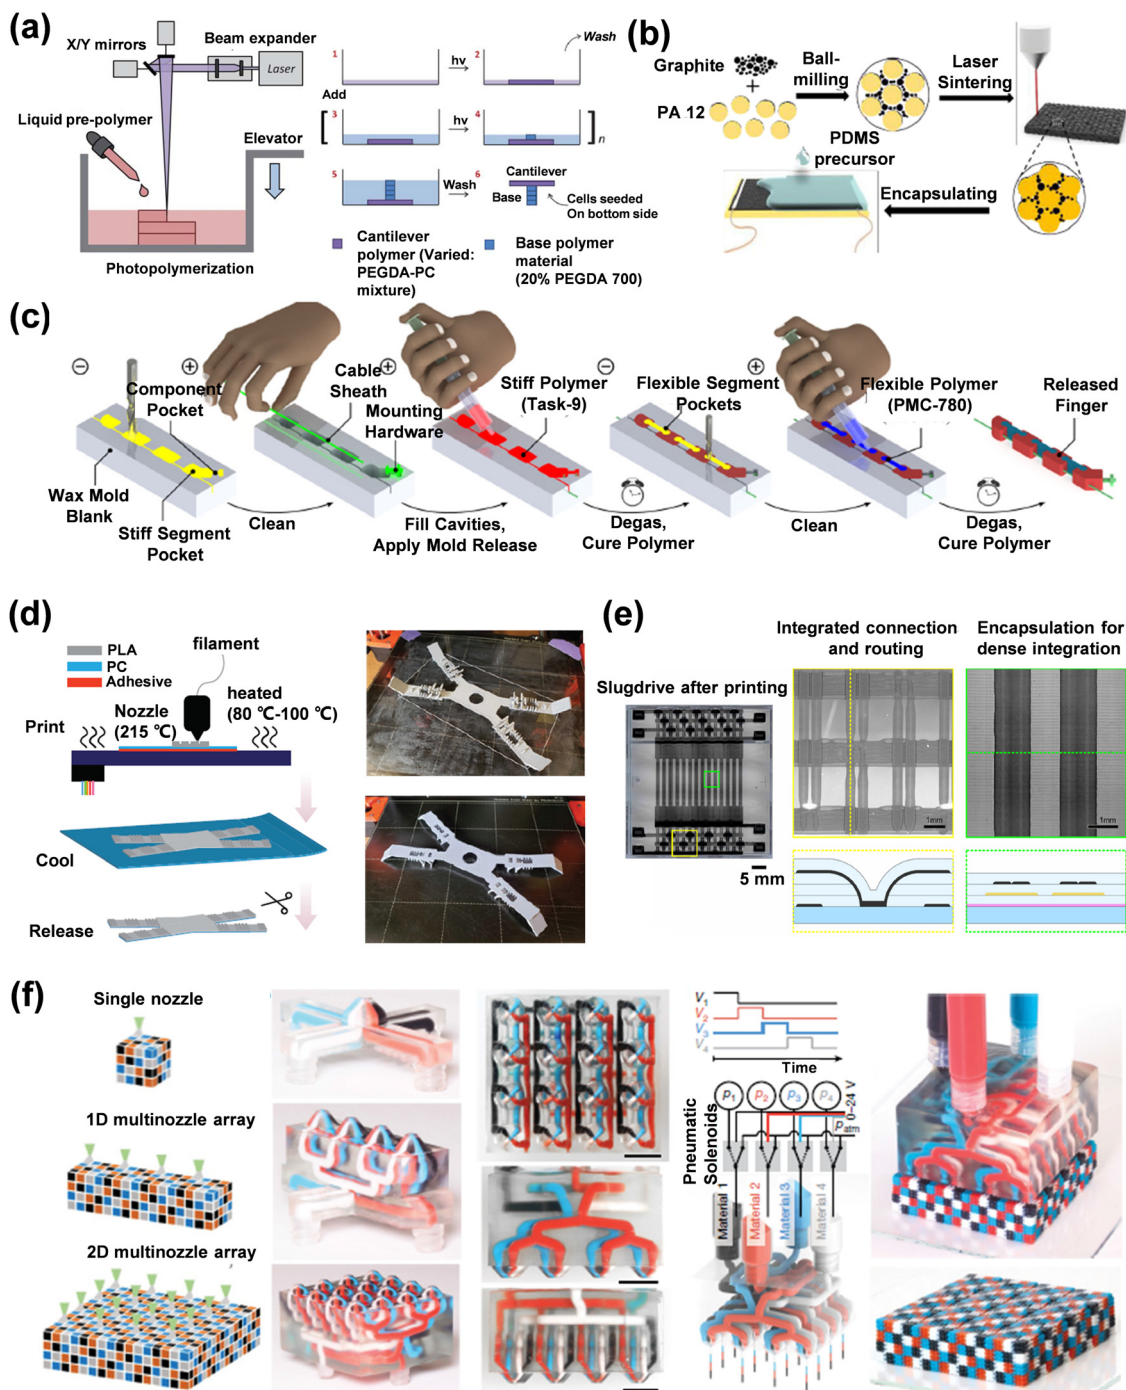 (a)
X/Y mirrors
Beam expander
Laser
Liquid pre-polymer
Elevator
Photopolymerization
1
Add
hv
2
Wash
3
hv
4
n
5
Wash
6
Cantilever
Base
Cells seeded
On bottom side
Cantilever
polymer (Varied:
PEGDA-PC
mixture)
Base polymer
material
(20% PEGDA 700)
(b)
Graphite
+
PA 12
Ball-
milling
Laser
Sintering
PDMS
precursor
Encapsulating
(c)
Component
Pocket
Cable
Sheath
Mounting
Hardware
Stiff Polymer
(Task-9)
Flexible Segment
Pockets
Flexible Polymer
(PMC-780)
Released
Finger
Wax Mold
Blank
Stiff Segment
Pocket
Clean
Fill Cavities,
Apply Mold Release
Degas,
Cure Polymer
Clean
Degas,
Cure Polymer
(d)
PLA
PC
Adhesive
filament
Print
Nozzle
(215 ℃)
heated
(80 ℃-100 ℃)
Cool
Release
(e)
Integrated connection
and routing
Encapsulation for
dense integration
Slugdrive after printing
5 mm
1mm
1mm
(f)
Single nozzle
1D multinozzle array
2D multinozzle array
V1
V2
V3
V4
Time
p1
p2
p3
p4
0–24 V
patm
Pneumatic
Solenoids
Material 1
Material 2
Material 3
Material 4